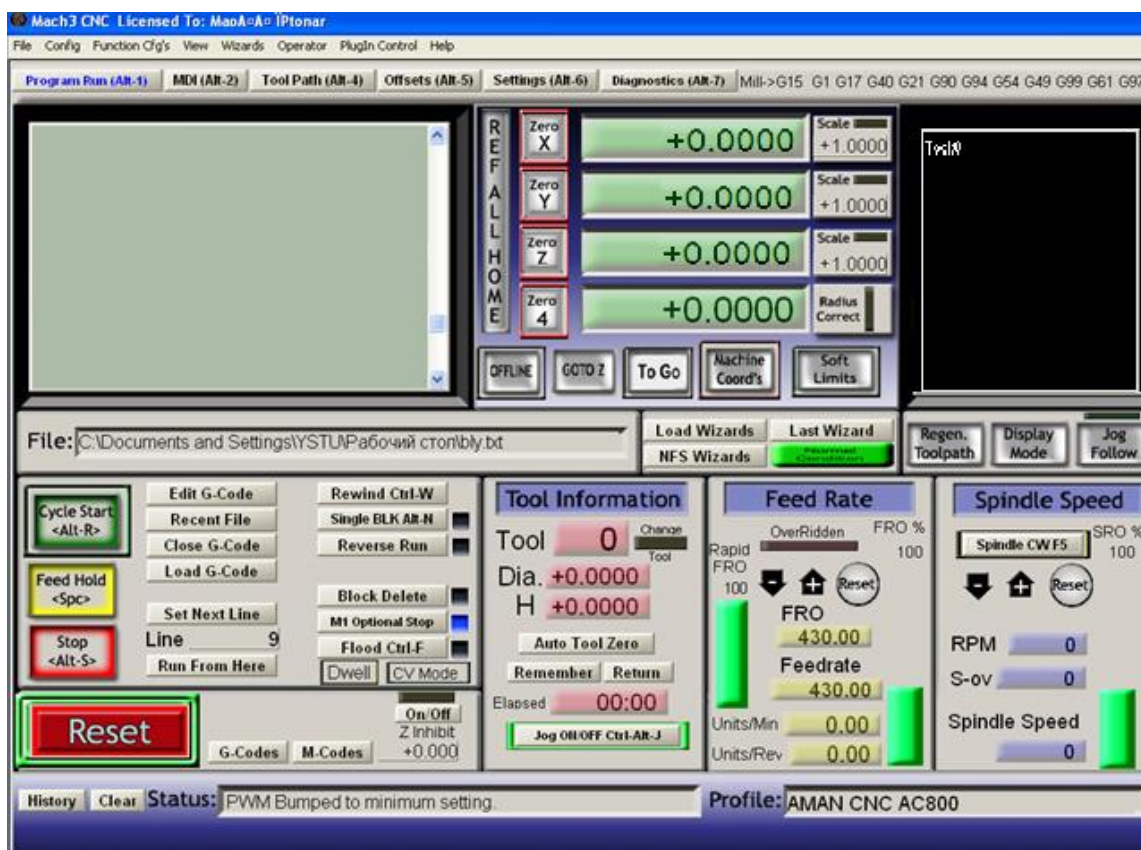 Mach3 CNC Licensed To: МарА¤А¤ ÏPtonar
File Config Function Cfg's View Wizards Operator PlugIn Control Help
Program Run (Alt-1) MDI (Alt-2) Tool Path (Alt-4) Offsets (Alt-5) Settings (Alt-6) Diagnostics (Alt-7) Mill->G15 G1 G17 G40 G21 G90 G94 G54 G49 G99 G61
REF ALL HOME
Zero X +0.0000 Scale +1.0000
Zero Y +0.0000 Scale +1.0000
Zero Z +0.0000 Scale +1.0000
Zero 4 +0.0000 Radius Correct
OFFLINE GOTO Z To Go Machine Coord's Soft Limits
File: C:\Documents and Settings\YSTU\Рабочий стол\bly.txt
Load Wizards Last Wizard
NFS Wizards Normal Condition
Regen. Toolpath Display Mode Jog Follow
Cycle Start <Alt-R>
Feed Hold <Spc>
Stop <Alt-S>
Edit G-Code
Recent File
Close G-Code
Load G-Code
Set Next Line
Line 9
Run From Here
Rewind Ctrl-W
Single BLK Alt-N
Reverse Run
Block Delete
M1 Optional Stop
Flood Ctrl-F
Dwell CV Mode
Reset
G-Codes M-Codes
On/Off
Z Inhibit
+0.000
Tool Information
Tool 0 Change Tool
Dia. +0.0000
H +0.0000
Auto Tool Zero
Remember Return
Elapsed 00:00
Jog ON/OFF Ctrl-Alt-J
Feed Rate
OverRidden FRO %
100
Rapid FRO
100
Reset
FRO
430.00
Feedrate
430.00
Units/Min 0.00
Units/Rev 0.00
Spindle Speed
Spindle CW F5 SRO %
100
Reset
RPM 0
S-ov 0
Spindle Speed
0
History Clear Status: PWM Bumped to minimum setting.
Profile: AMAN CNC AC800